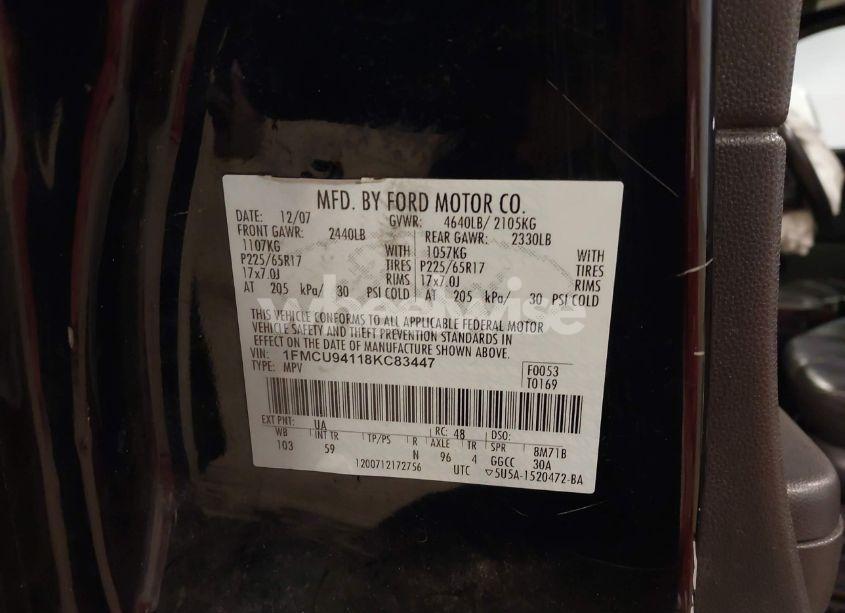 MFD. BY FORD MOTOR CO.
DATE: 12/07 GVWR: 4640LB/ 2105KG
FRONT GAWR: 2440LB REAR GAWR: 2330LB
1107KG WITH 1057KG WITH
P225/65R17 TIRES P225/65R17 TIRES
17x7.0J RIMS 17x7.0J RIMS
AT 205 kPa/ 30 PSI COLD AT 205 kPa/ 30 PSI COLD
wheelwise
THIS VEHICLE CONFORMS TO ALL APPLICABLE FEDERAL MOTOR
VEHICLE SAFETY AND THEFT PREVENTION STANDARDS IN
EFFECT ON THE DATE OF MANUFACTURE SHOWN ABOVE.
VIN: 1FMCU94118KC83447
TYPE: MPV
F0053
T0169
EXT PNT: UA RC: 48 DSO:
WB INT TR TP/PS R AXLE TR SPR 8M71B
103 59 N 96 4 GGCC 30A
1200712172756 UTC ▽5U5A-1520472-BA